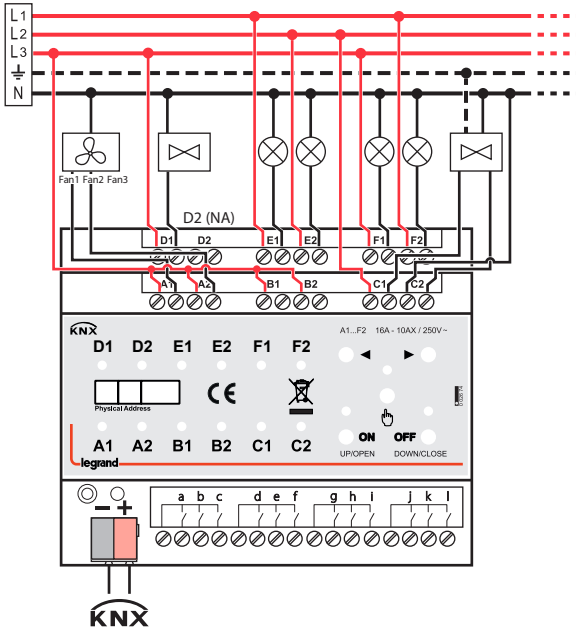 L1
L2
L3
N
Fan1 Fan2 Fan3
D2 (NA)
D1 D2 E1 E2 F1 F2
A1 A2 B1 B2 C1 C2
KNX
A1...F2 16A - 10AX / 250V~
D1 D2 E1 E2 F1 F2
Physical Address
CE
A1 A2 B1 B2 C1 C2
ON OFF
UP/OPEN DOWN/CLOSE
legrand
a b c d e f g h i j k l
− +
KNX